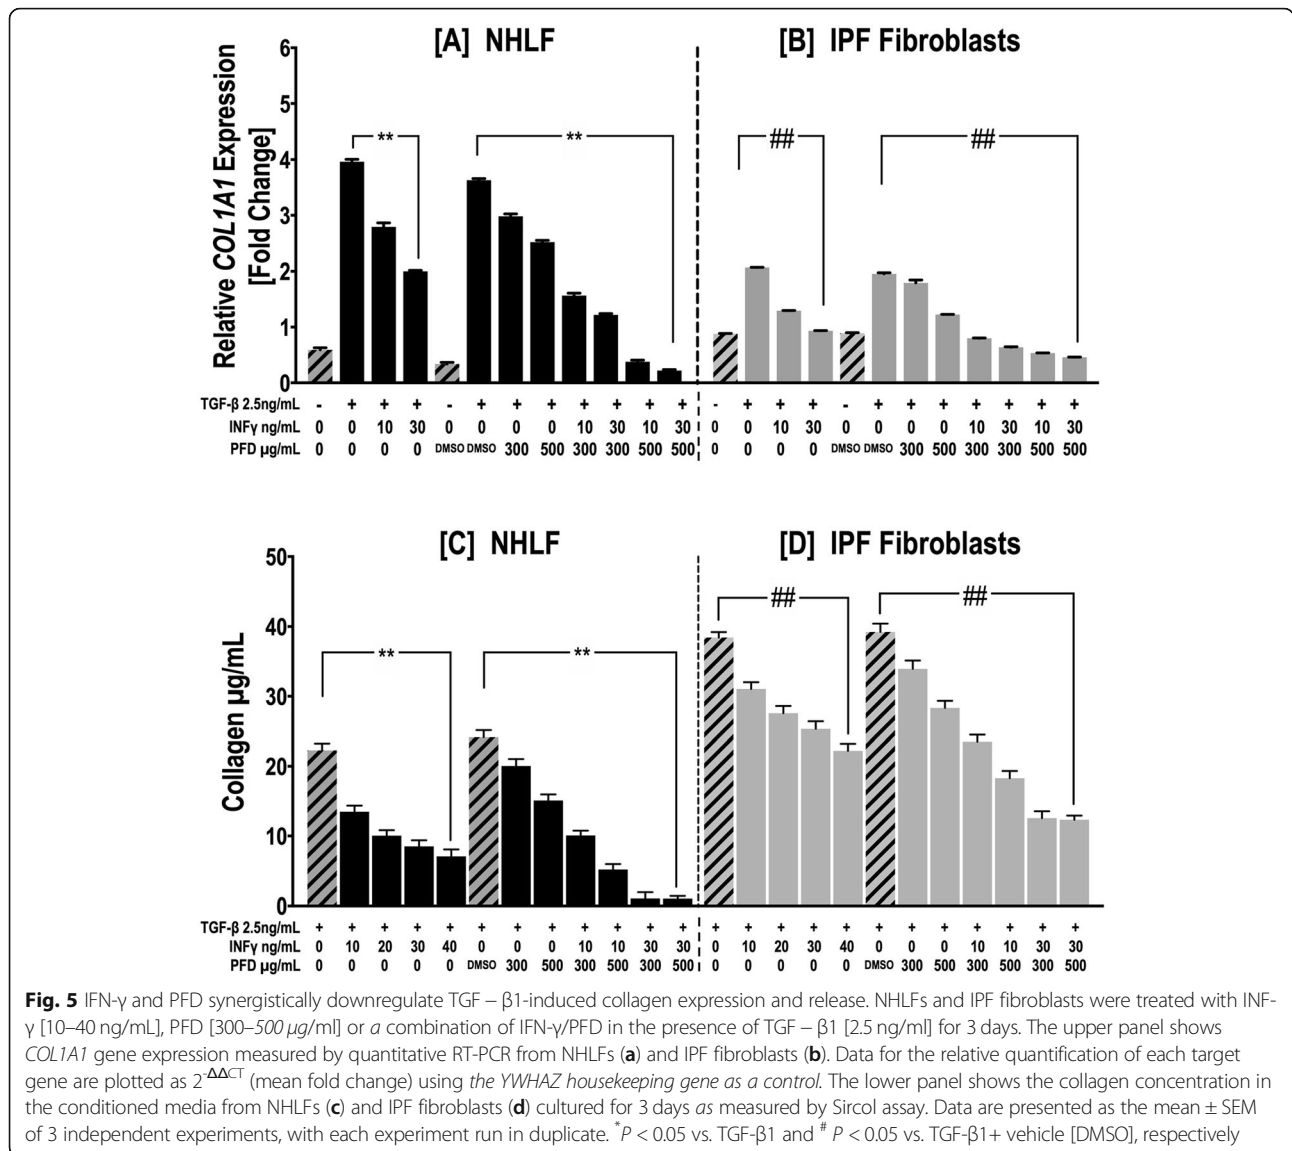 [A] NHLF
[B] IPF Fibroblasts
Relative COL1A1 Expression
[Fold Change]
6
5
4
3
2
1
0
** ** ## ##
TGF-β 2.5ng/mL - + + + - + + + + + + + - + + + - + + + + + + +
INFγ ng/mL 0 0 10 30 0 0 0 0 10 30 10 30 0 0 10 30 0 0 0 0 10 30 10 30
PFD µg/mL 0 0 0 0 DMSO DMSO 300 500 300 300 500 500 0 0 0 0 DMSO DMSO 300 500 300 300 500 500
[C] NHLF
[D] IPF Fibroblasts
Collagen µg/mL
50
40
30
20
10
0
** ** ## ##
TGF-β 2.5ng/mL + + + + + + + + + + + + + + + + + + + + + + + +
INFγ ng/mL 0 10 20 30 40 0 0 0 10 10 30 30 0 10 20 30 40 0 0 0 10 10 30 30
PFD µg/mL 0 0 0 0 0 DMSO 300 500 300 500 300 500 0 0 0 0 0 DMSO 300 500 300 500 300 500
Fig. 5 IFN-γ and PFD synergistically downregulate TGF – β1-induced collagen expression and release. NHLFs and IPF fibroblasts were treated with INF-
γ [10–40 ng/mL], PFD [300–500 µg/ml] or a combination of IFN-γ/PFD in the presence of TGF – β1 [2.5 ng/ml] for 3 days. The upper panel shows
COL1A1 gene expression measured by quantitative RT-PCR from NHLFs (a) and IPF fibroblasts (b). Data for the relative quantification of each target
gene are plotted as 2-ΔΔCT (mean fold change) using the YWHAZ housekeeping gene as a control. The lower panel shows the collagen concentration in
the conditioned media from NHLFs (c) and IPF fibroblasts (d) cultured for 3 days as measured by Sircol assay. Data are presented as the mean ± SEM
of 3 independent experiments, with each experiment run in duplicate. *P < 0.05 vs. TGF-β1 and # P < 0.05 vs. TGF-β1+ vehicle [DMSO], respectively